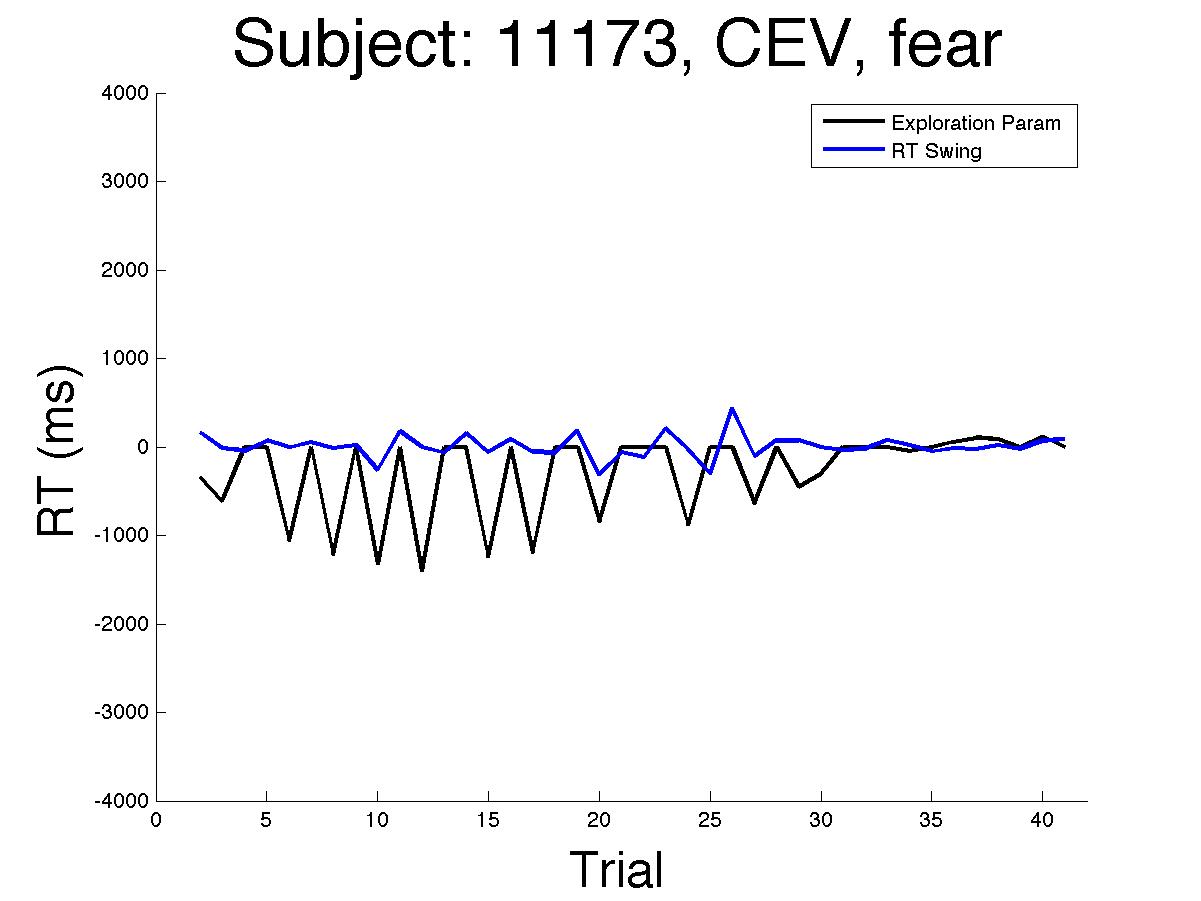 Subject: 11173, CEV, fear
4000
3000
2000
1000
0
-1000
-2000
-3000
-4000
RT (ms)
Exploration Param
RT Swing
0 5 10 15 20 25 30 35 40
Trial